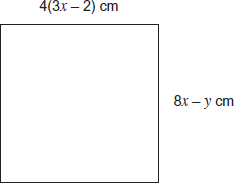 4(3x – 2) cm
8x – y cm